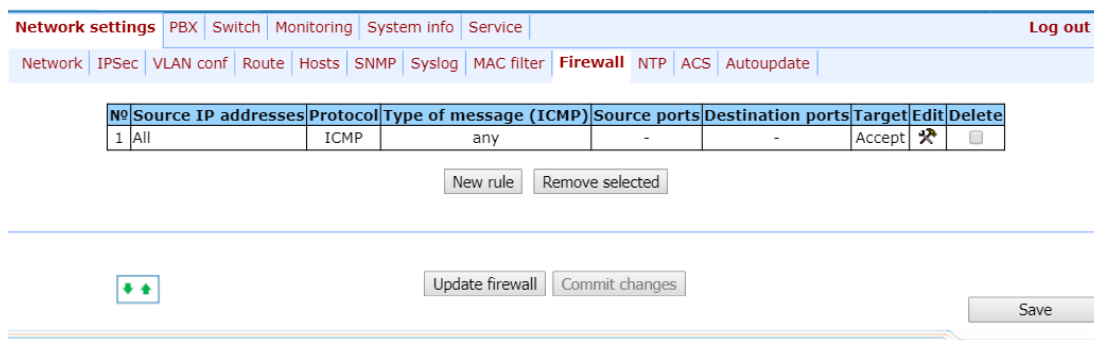 Network settings PBX Switch Monitoring System info Service Log out
Network IPSec VLAN conf Route Hosts SNMP Syslog MAC filter Firewall NTP ACS Autoupdate
№ Source IP addresses Protocol Type of message (ICMP) Source ports Destination ports Target Edit Delete
1 All ICMP any - - Accept
New rule Remove selected
Update firewall Commit changes
Save